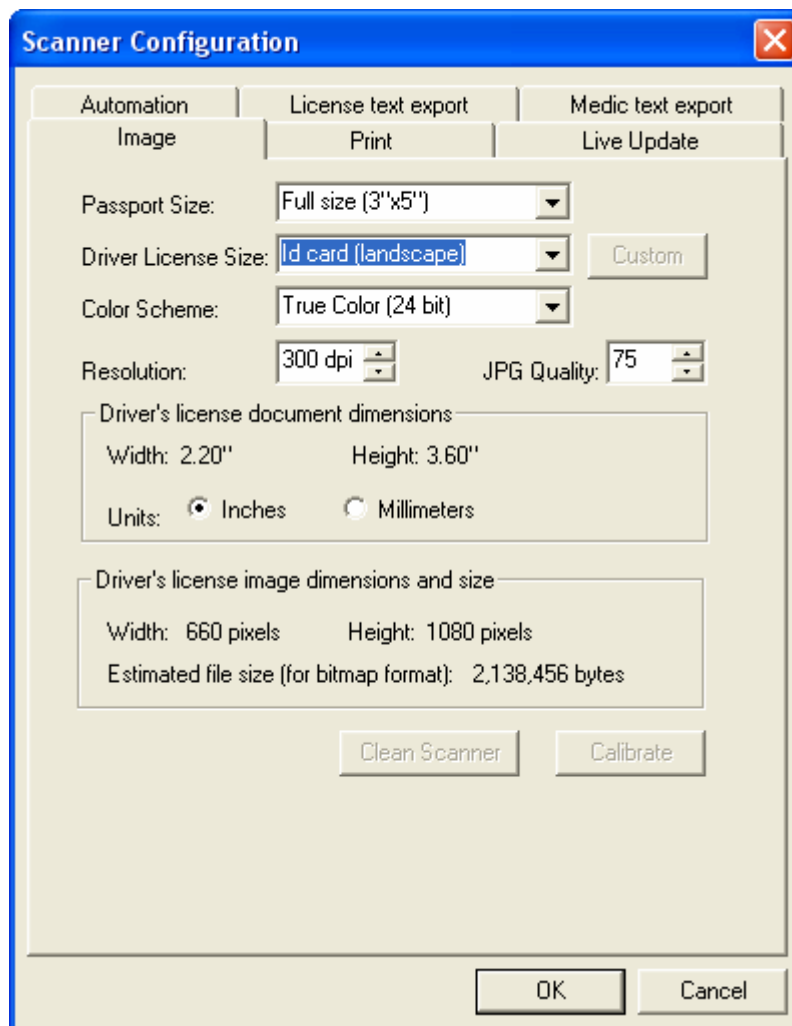 Scanner Configuration
Automation License text export Medic text export
Image Print Live Update
Passport Size: Full size (3"x5")
Driver License Size: Id card (landscape) Custom
Color Scheme: True Color (24 bit)
Resolution: 300 dpi JPG Quality: 75
Driver's license document dimensions
Width: 2.20" Height: 3.60"
Units: Inches Millimeters
Driver's license image dimensions and size
Width: 660 pixels Height: 1080 pixels
Estimated file size (for bitmap format): 2,138,456 bytes
Clean Scanner Calibrate
OK Cancel